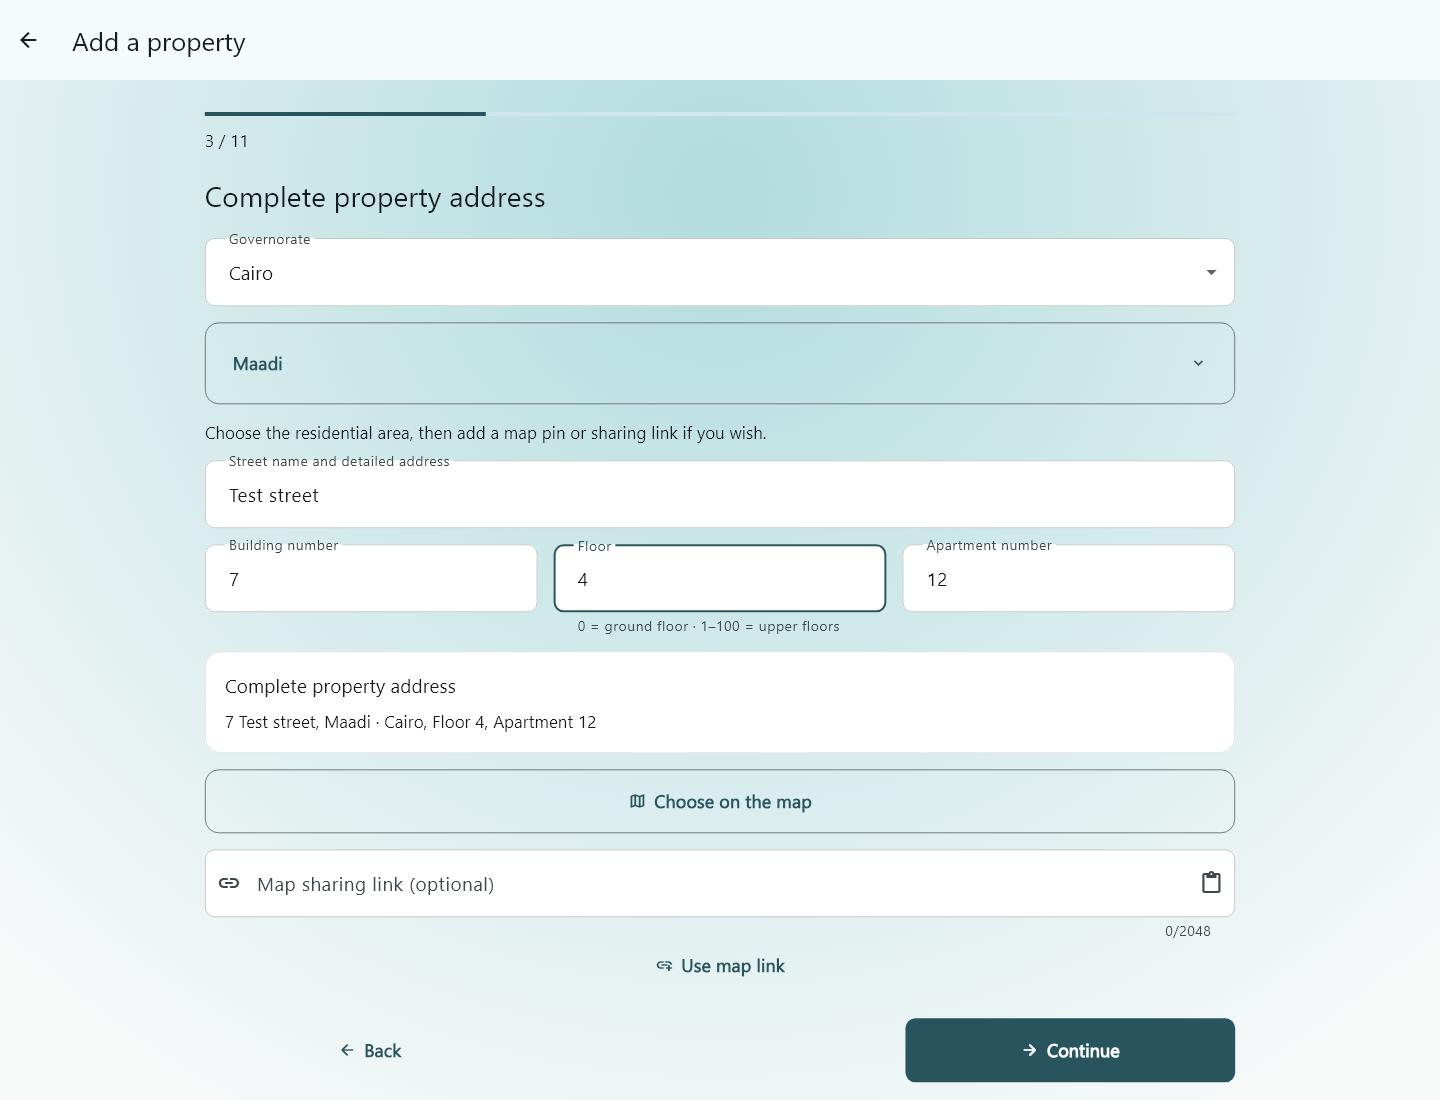 Add a property
3 / 11
Complete property address
Governorate
Cairo
Maadi
Choose the residential area, then add a map pin or sharing link if you wish.
Street name and detailed address
Test street
Building number
7
Floor
4
0 = ground floor · 1–100 = upper floors
Apartment number
12
Complete property address
7 Test street, Maadi · Cairo, Floor 4, Apartment 12
Choose on the map
Map sharing link (optional)
0/2048
Use map link
Back
Continue